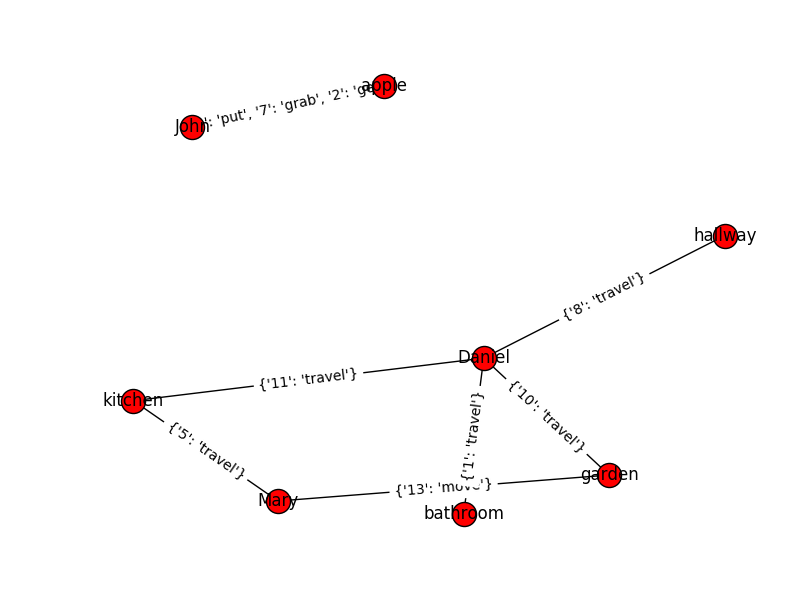 apple
John
': 'put', '7': 'grab', '2': 'ge
hallway
{'8': 'travel'}
Daniel
{'11': 'travel'}
kitchen
{'10': 'travel'}
{'1': 'travel'}
{'5': 'travel'}
garden
{'13': 'move'}
Mary
bathroom